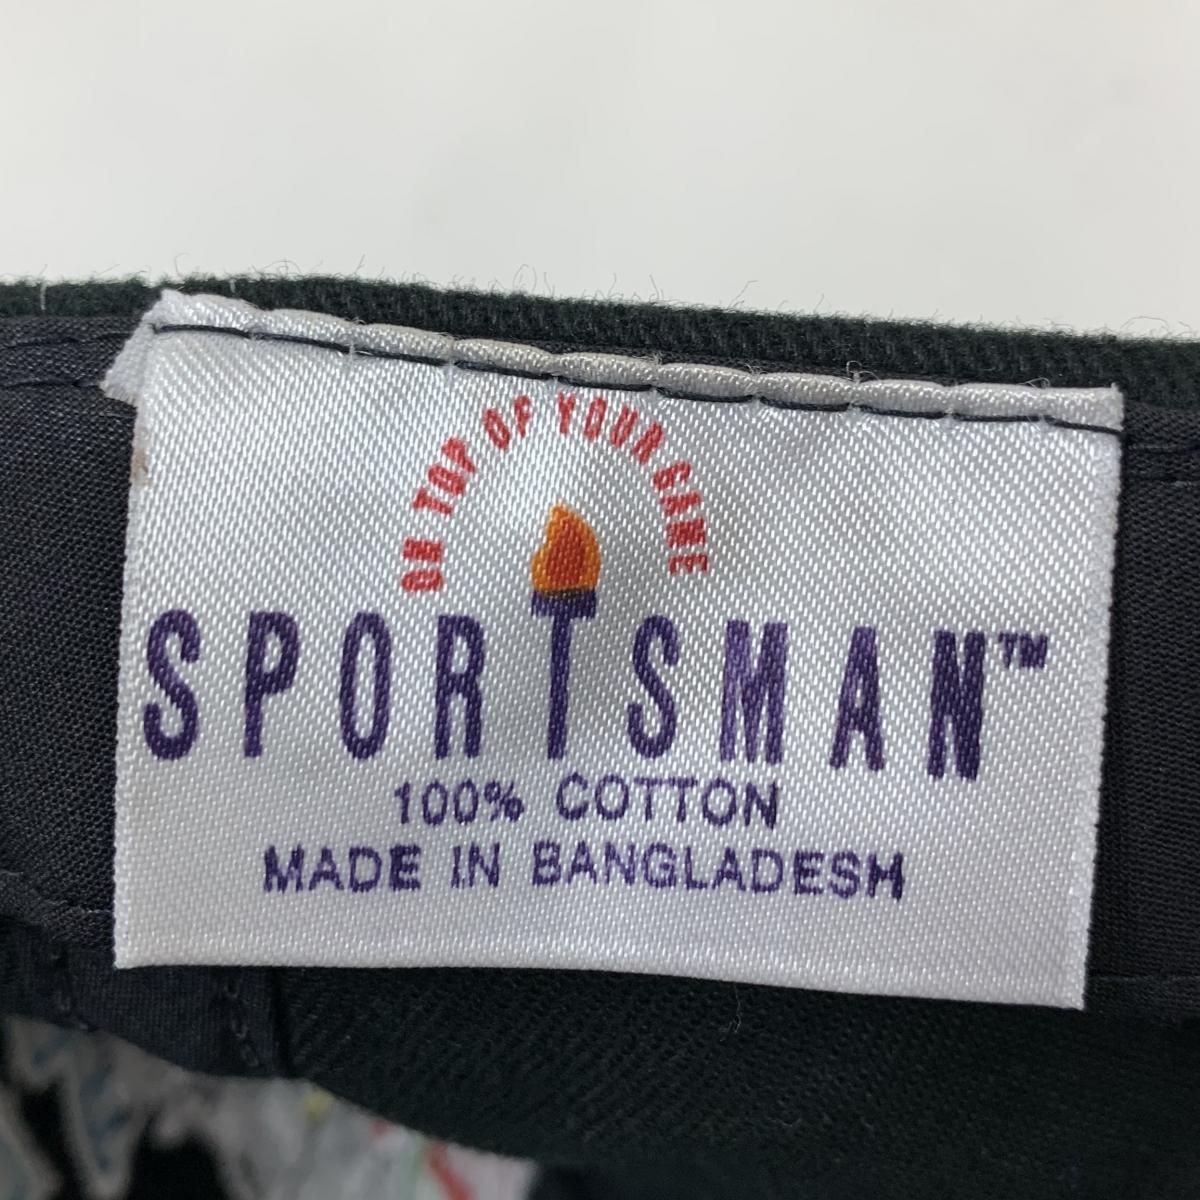 ON TOP OF YOUR GAME
SPORTSMAN™
100% COTTON
MADE IN BANGLADESH